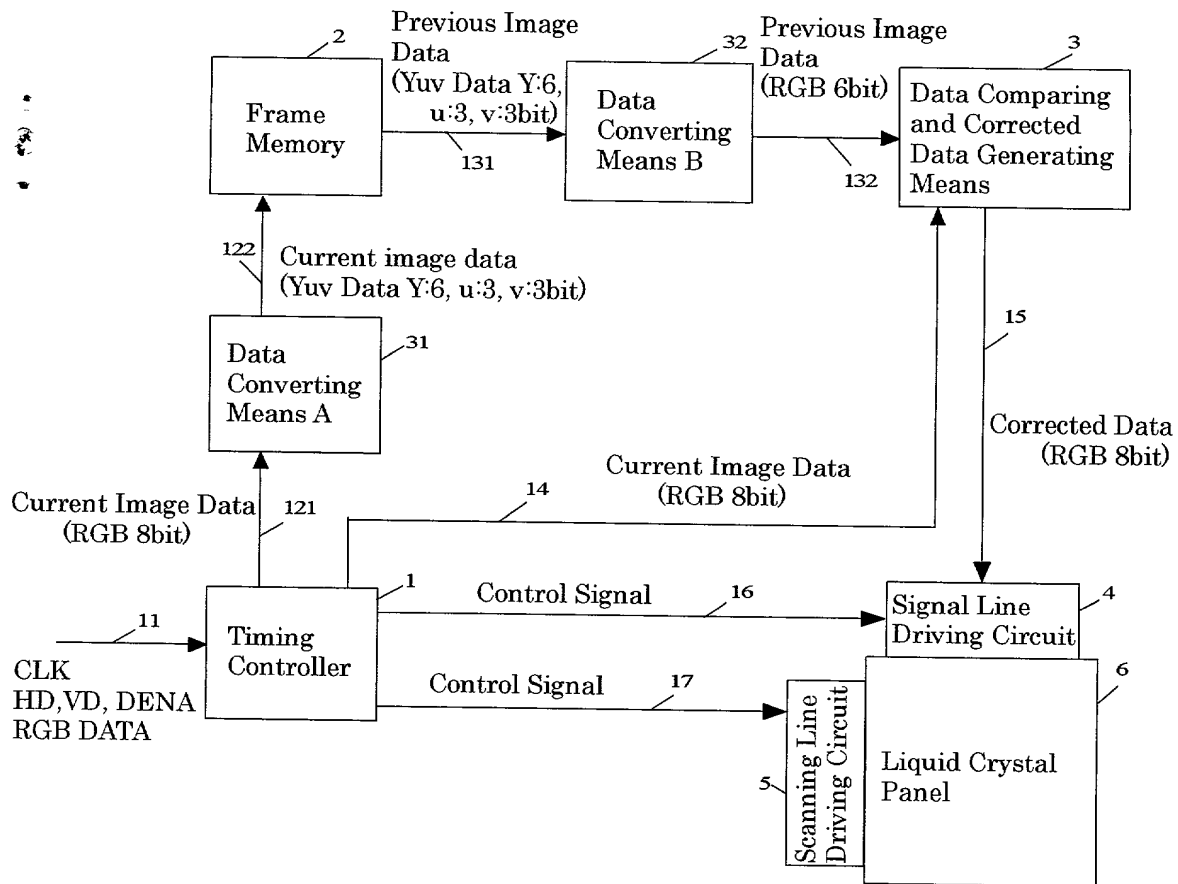 2
Frame
Memory
Previous Image
Data
(Yuv Data Y:6,
u:3, v:3bit)
131
32
Data
Converting
Means B
Previous Image
Data
(RGB 6bit)
132
3
Data Comparing
and Corrected
Data Generating
Means
122
Current image data
(Yuv Data Y:6, u:3, v:3bit)
31
Data
Converting
Means A
15
Corrected Data
(RGB 8bit)
Current Image Data
(RGB 8bit)
121
14
Current Image Data
(RGB 8bit)
11
CLK
HD,VD, DENA
RGB DATA
1
Timing
Controller
Control Signal
16
Control Signal
17
4
Signal Line
Driving Circuit
5
Scanning Line
Driving Circuit
6
Liquid Crystal
Panel